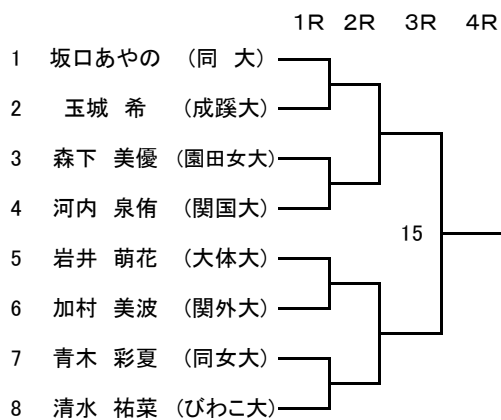 1R 2R 3R 4R
1 坂口あやの (同 大)
2 玉城 希 (成蹊大)
3 森下 美優 (園田女大)
4 河内 泉侑 (関国大)
15
5 岩井 萌花 (大体大)
6 加村 美波 (関外大)
7 青木 彩夏 (同女大)
8 清水 祐菜 (びわこ大)